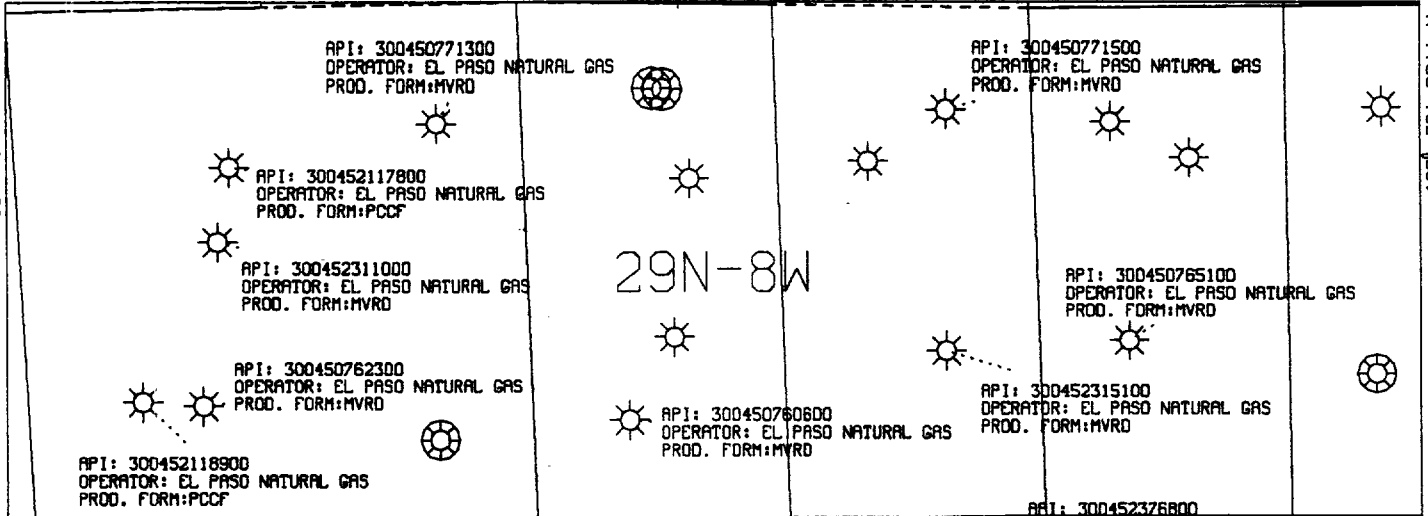 API: 300450771300
OPERATOR: EL PASO NATURAL GAS
PROD. FORM:MVRD
API: 300450771500
OPERATOR: EL PASO NATURAL GAS
PROD. FORM:MVRD
API: 300452117800
OPERATOR: EL PASO NATURAL GAS
PROD. FORM:PCCF
API: 300452311000
OPERATOR: EL PASO NATURAL GAS
PROD. FORM:MVRD
29N-8W
API: 300450765100
OPERATOR: EL PASO NATURAL GAS
PROD. FORM:MVRD
API: 300450762300
OPERATOR: EL PASO NATURAL GAS
PROD. FORM:MVRD
API: 300452315100
OPERATOR: EL PASO NATURAL GAS
PROD. FORM:MVRD
API: 300450760600
OPERATOR: EL PASO NATURAL GAS
PROD. FORM:MVRD
API: 300452118900
OPERATOR: EL PASO NATURAL GAS
PROD. FORM:PCCF
API: 300452376800